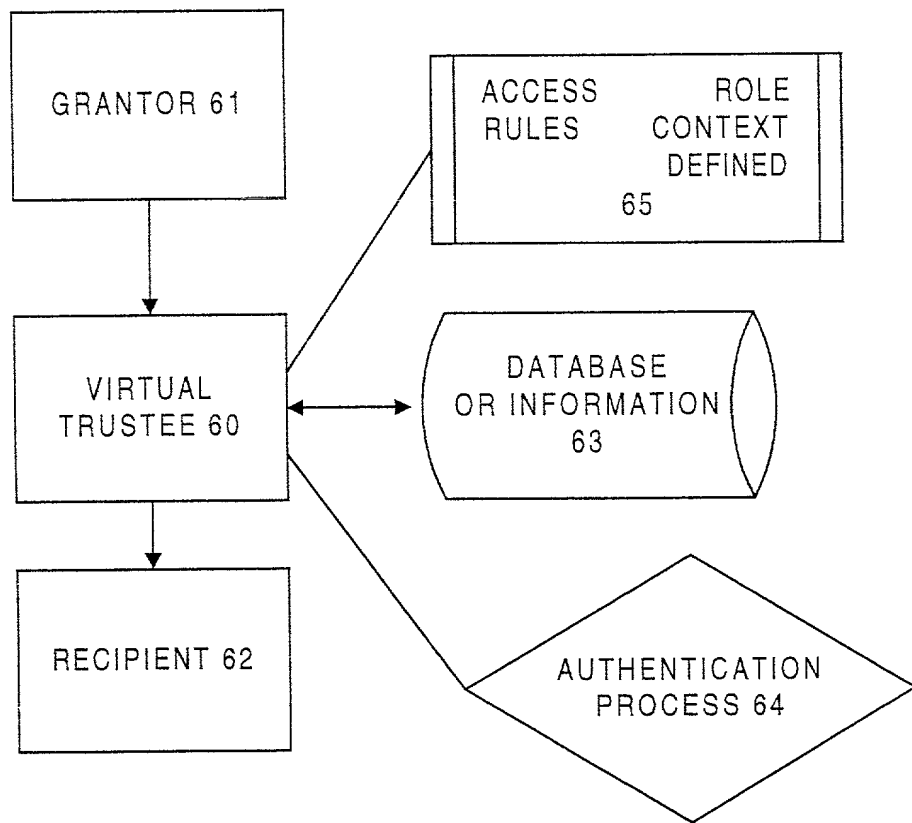 GRANTOR 61
ACCESS ROLE
RULES CONTEXT
DEFINED
65
VIRTUAL
TRUSTEE 60
DATABASE
OR INFORMATION
63
RECIPIENT 62
AUTHENTICATION
PROCESS 64